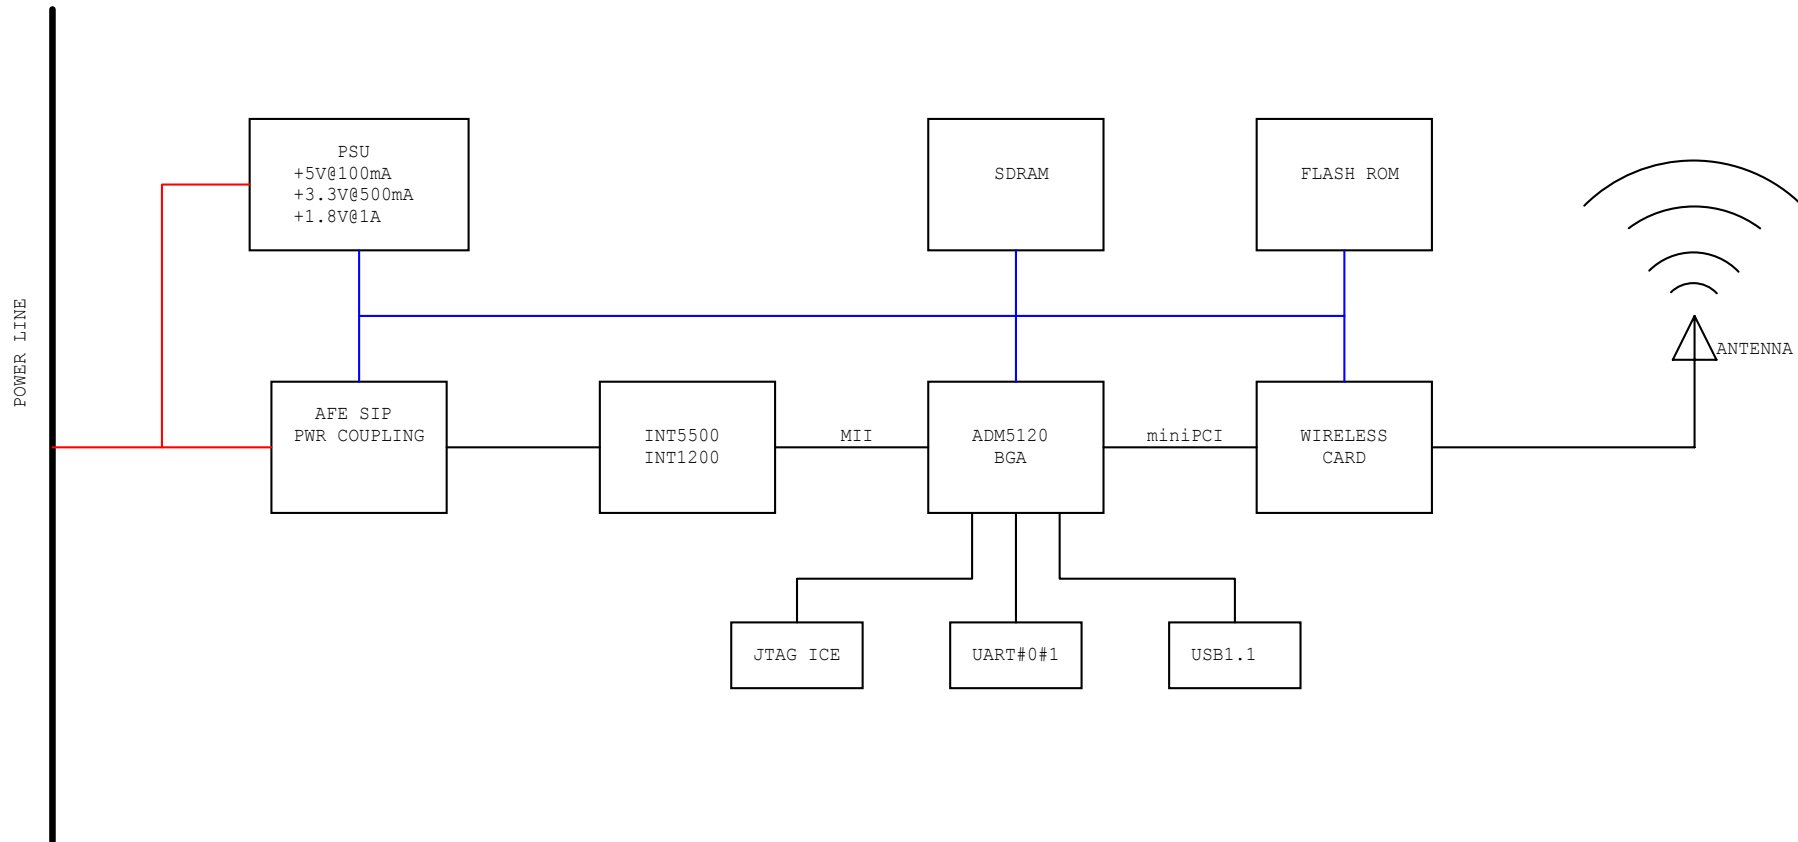 POWER LINE
PSU
+5V@100mA
+3.3V@500mA
+1.8V@1A
SDRAM
FLASH ROM
ANTENNA
AFE SIP
PWR COUPLING
INT5500
INT1200
MII
ADM5120
BGA
miniPCI
WIRELESS
CARD
JTAG ICE
UART#0#1
USB1.1